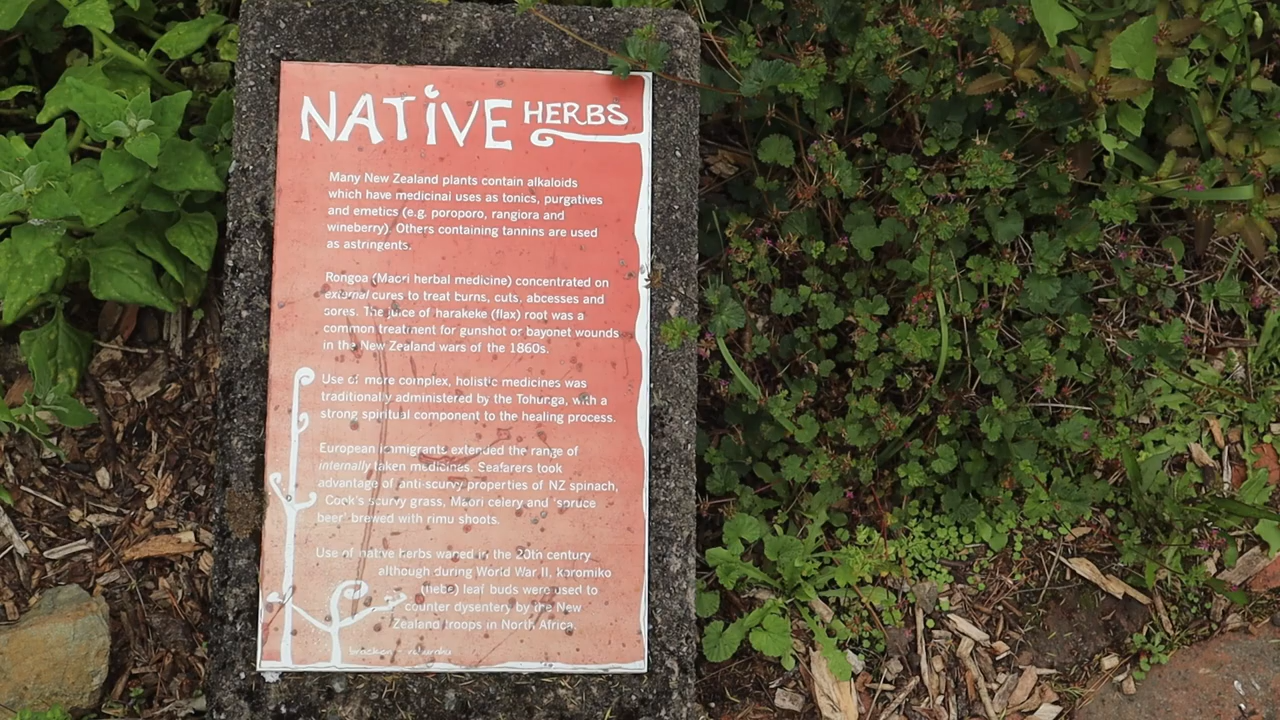 NATiVE HERBS
Many New Zealand plants contain alkaloids
which have medicinal uses as tonics, purgatives
and emetics (e.g. poroporo, rangiora and
wineberry). Others containing tannins are used
as astringents.
Rongoa (Maori herbal medicine) concentrated on
external cures to treat burns, cuts, abcesses and
sores. The juice of harakeke (flax) root was a
common treatment for gunshot or bayonet wounds
in the New Zealand wars of the 1860s.
Use of more complex, holistic medicines was
traditionally administered by the Tohunga, with a
strong spiritual component to the healing process.
European immigrants extended the range of
internally taken medicines. Seafarers took
advantage of anti-scurvy properties of NZ spinach,
Cook's scurvy grass, Maori celery and 'spruce
beer' brewed with rimu shoots.
Use of native herbs waned in the 20th century
although during World War II, koromiko
(hebe) leaf buds were used to
counter dysentery by the New
Zealand troops in North Africa.
bracken -